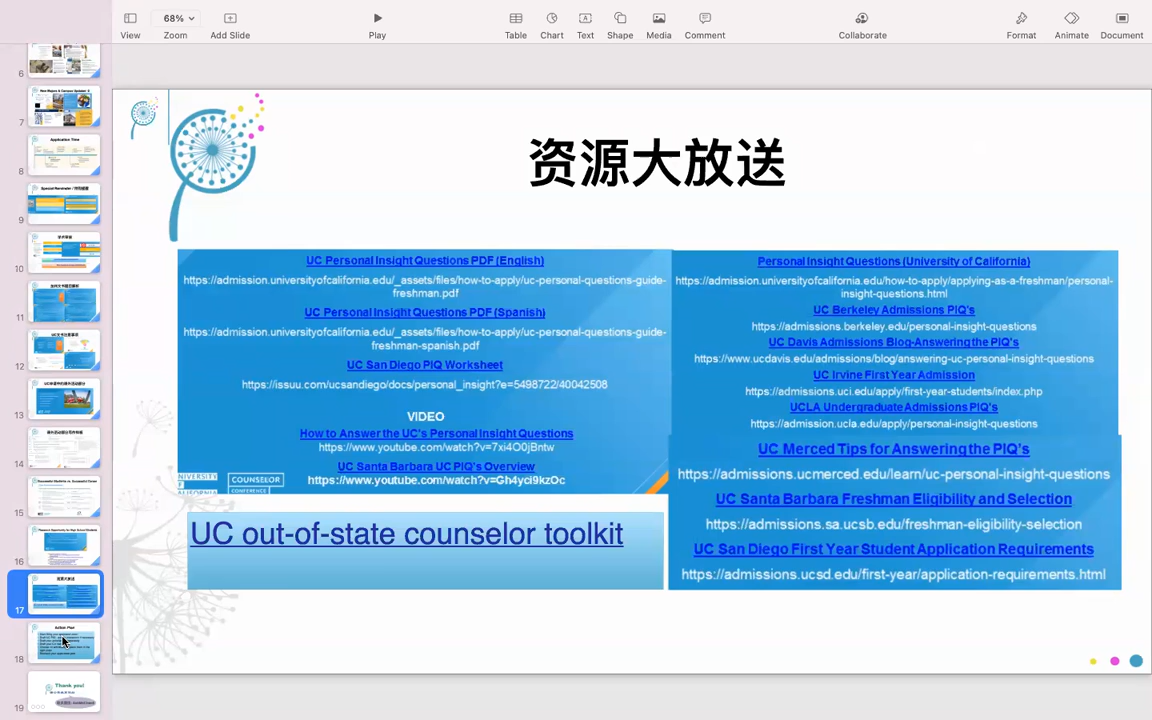 View
68%
Zoom
Add Slide
Play
Table
Chart
Text
Shape
Media
Comment
Collaborate
Format
Animate
Document
6
7
8
Application Time
9
10
11
12
13
14
15
16
17
资源大放送
18
Action Plan
19
Thank you!
资源大放送
UC Personal Insight Questions PDF (English)
https://admission.universityofcalifornia.edu/_assets/files/how-to-apply/uc-personal-questions-guide-
freshman.pdf
UC Personal Insight Questions PDF (Spanish)
https://admission.universityofcalifornia.edu/_assets/files/how-to-apply/uc-personal-questions-guide-
freshman-spanish.pdf
UC San Diego PIQ Worksheet
https://issuu.com/ucsandiego/docs/personal_insight?e=5498722/40042508
VIDEO
How to Answer the UC's Personal Insight Questions
https://www.youtube.com/watch?v=7xi4O0jBntw
UC Santa Barbara UC PIQ's Overview
https://www.youtube.com/watch?v=Gh4yci9kzOc
COUNSELOR
CONFERENCE
UC out-of-state counselor toolkit
Personal Insight Questions (University of California)
https://admission.universityofcalifornia.edu/how-to-apply/applying-as-a-freshman/personal-
insight-questions.html
UC Berkeley Admissions PIQ's
https://admissions.berkeley.edu/personal-insight-questions
UC Davis Admissions Blog-Answering the PIQ's
https://www.ucdavis.edu/admissions/blog/answering-uc-personal-insight-questions
UC Irvine First Year Admission
https://admissions.uci.edu/apply/first-year-students/index.php
UCLA Undergraduate Admissions PIQ's
https://admission.ucla.edu/apply/personal-insight-questions
UC Merced Tips for Answering the PIQ's
https://admissions.ucmerced.edu/learn/uc-personal-insight-questions
UC Santa Barbara Freshman Eligibility and Selection
https://admissions.sa.ucsb.edu/freshman-eligibility-selection
UC San Diego First Year Student Application Requirements
https://admissions.ucsd.edu/first-year/application-requirements.html